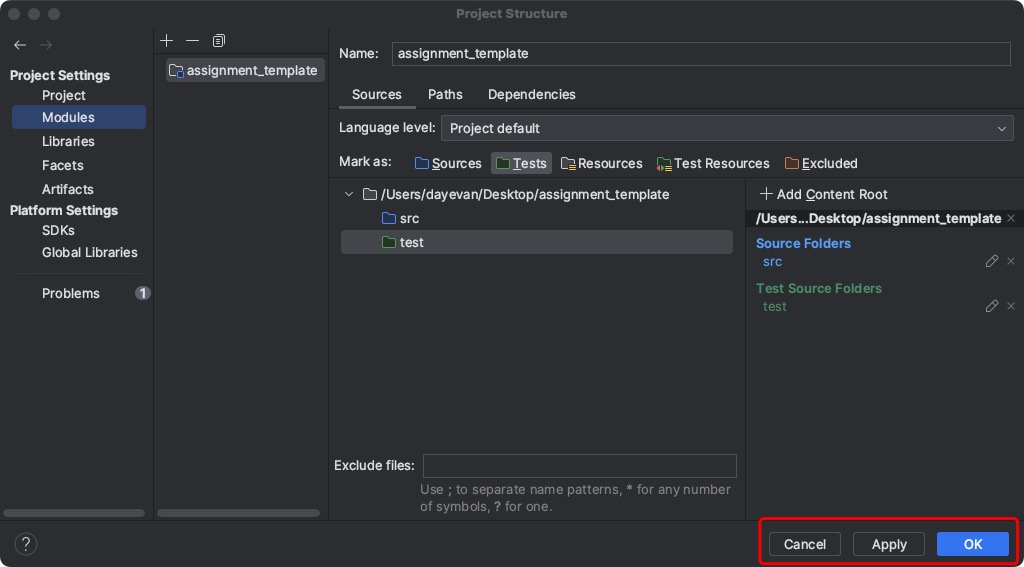 Project Structure
Project Settings
Project
Modules
Libraries
Facets
Artifacts
Platform Settings
SDKs
Global Libraries
Problems 1
assignment_template
Name: assignment_template
Sources Paths Dependencies
Language level: Project default
Mark as: Sources Tests Resources Test Resources Excluded
/Users/dayevan/Desktop/assignment_template
src
test
Exclude files:
Use ; to separate name patterns, * for any number
of symbols, ? for one.
Add Content Root
/Users...Desktop/assignment_template
Source Folders
src
Test Source Folders
test
?
Cancel Apply OK